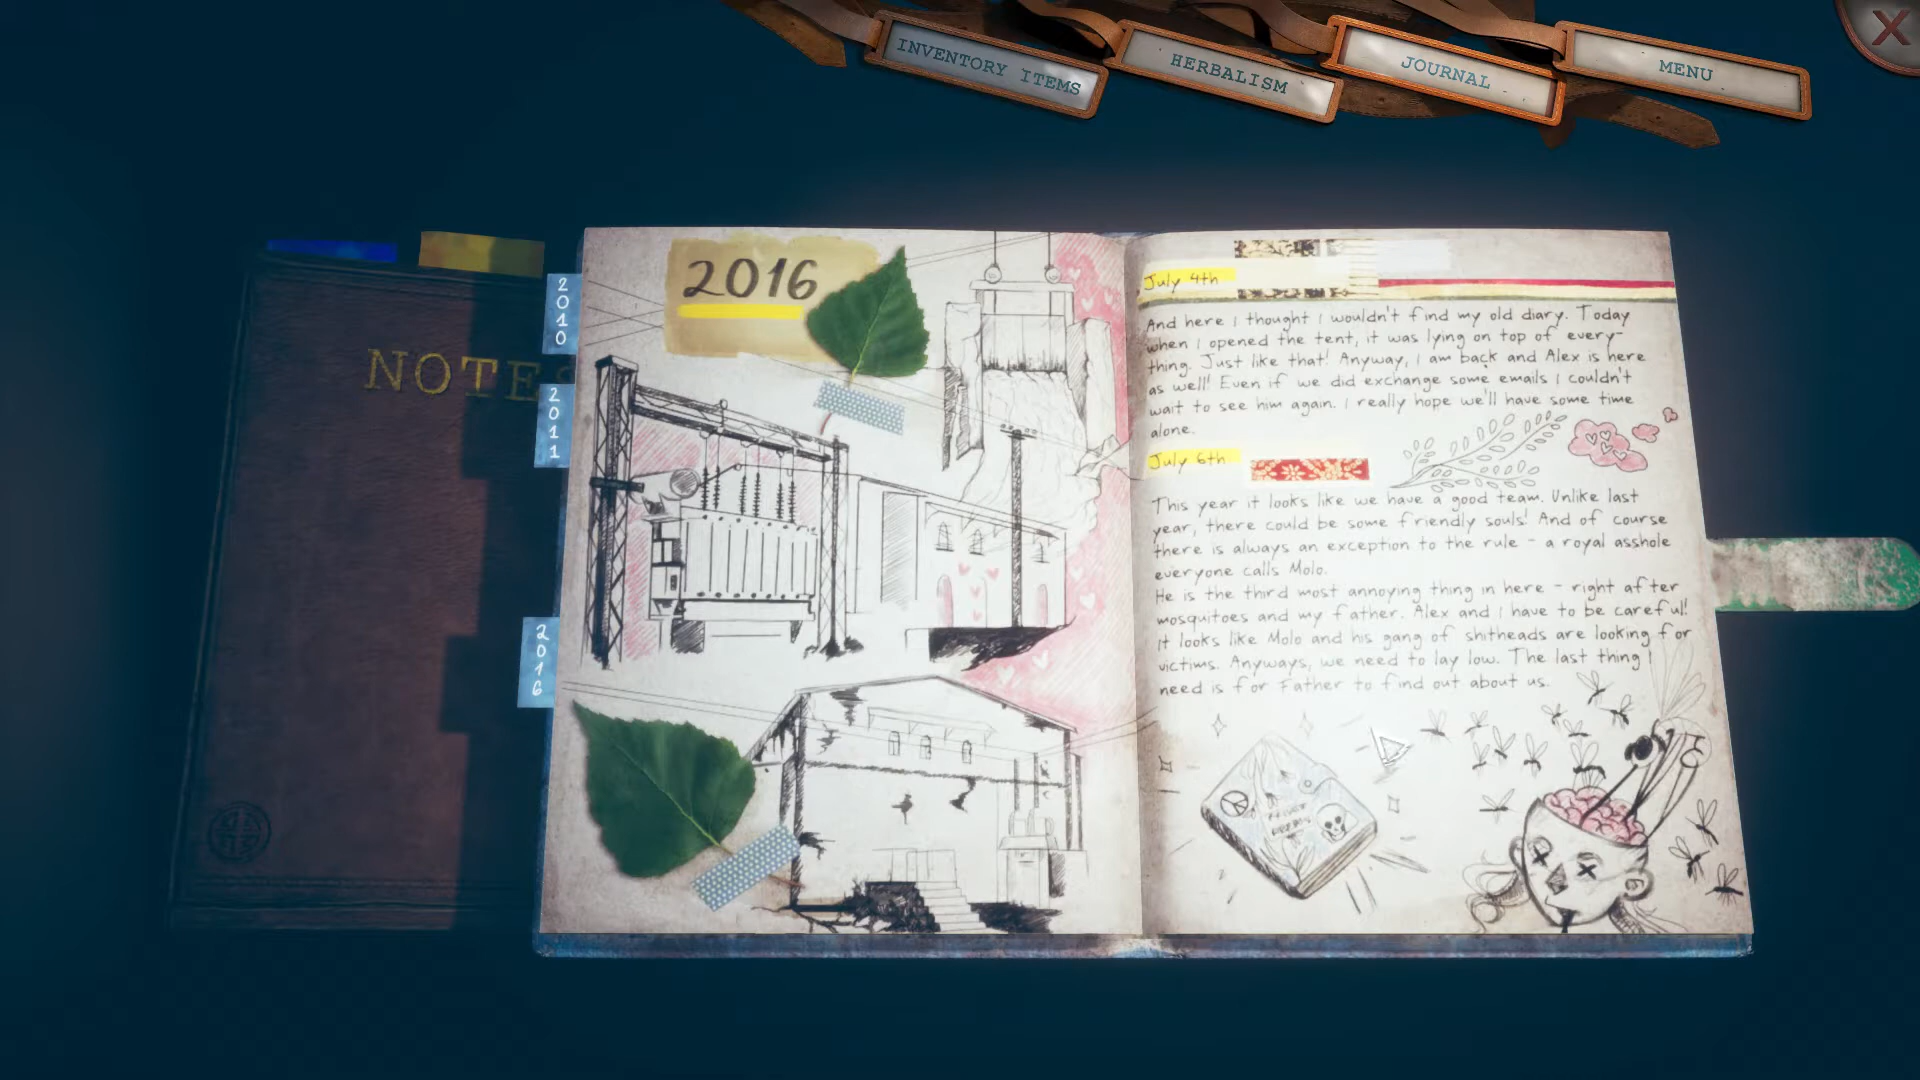 INVENTORY ITEMS
HERBALISM
JOURNAL
MENU
X
NOTES
2010
2011
2016
2016
July 4th
And here I thought I wouldn't find my old diary. Today
when I opened the tent, it was lying on top of every-
thing. Just like that! Anyway, I am back and Alex is here
as well! Even if we did exchange some emails I couldn't
wait to see him again. I really hope we'll have some time
alone.
July 6th
This year it looks like we have a good team. Unlike last
year, there could be some friendly souls! And of course
there is always an exception to the rule - a royal asshole
everyone calls Molo.
He is the third most annoying thing in here - right after
mosquitoes and my father. Alex and I have to be careful!
It looks like Molo and his gang of shitheads are looking for
victims. Anyways, we need to lay low. The last thing I
need is for Father to find out about us.